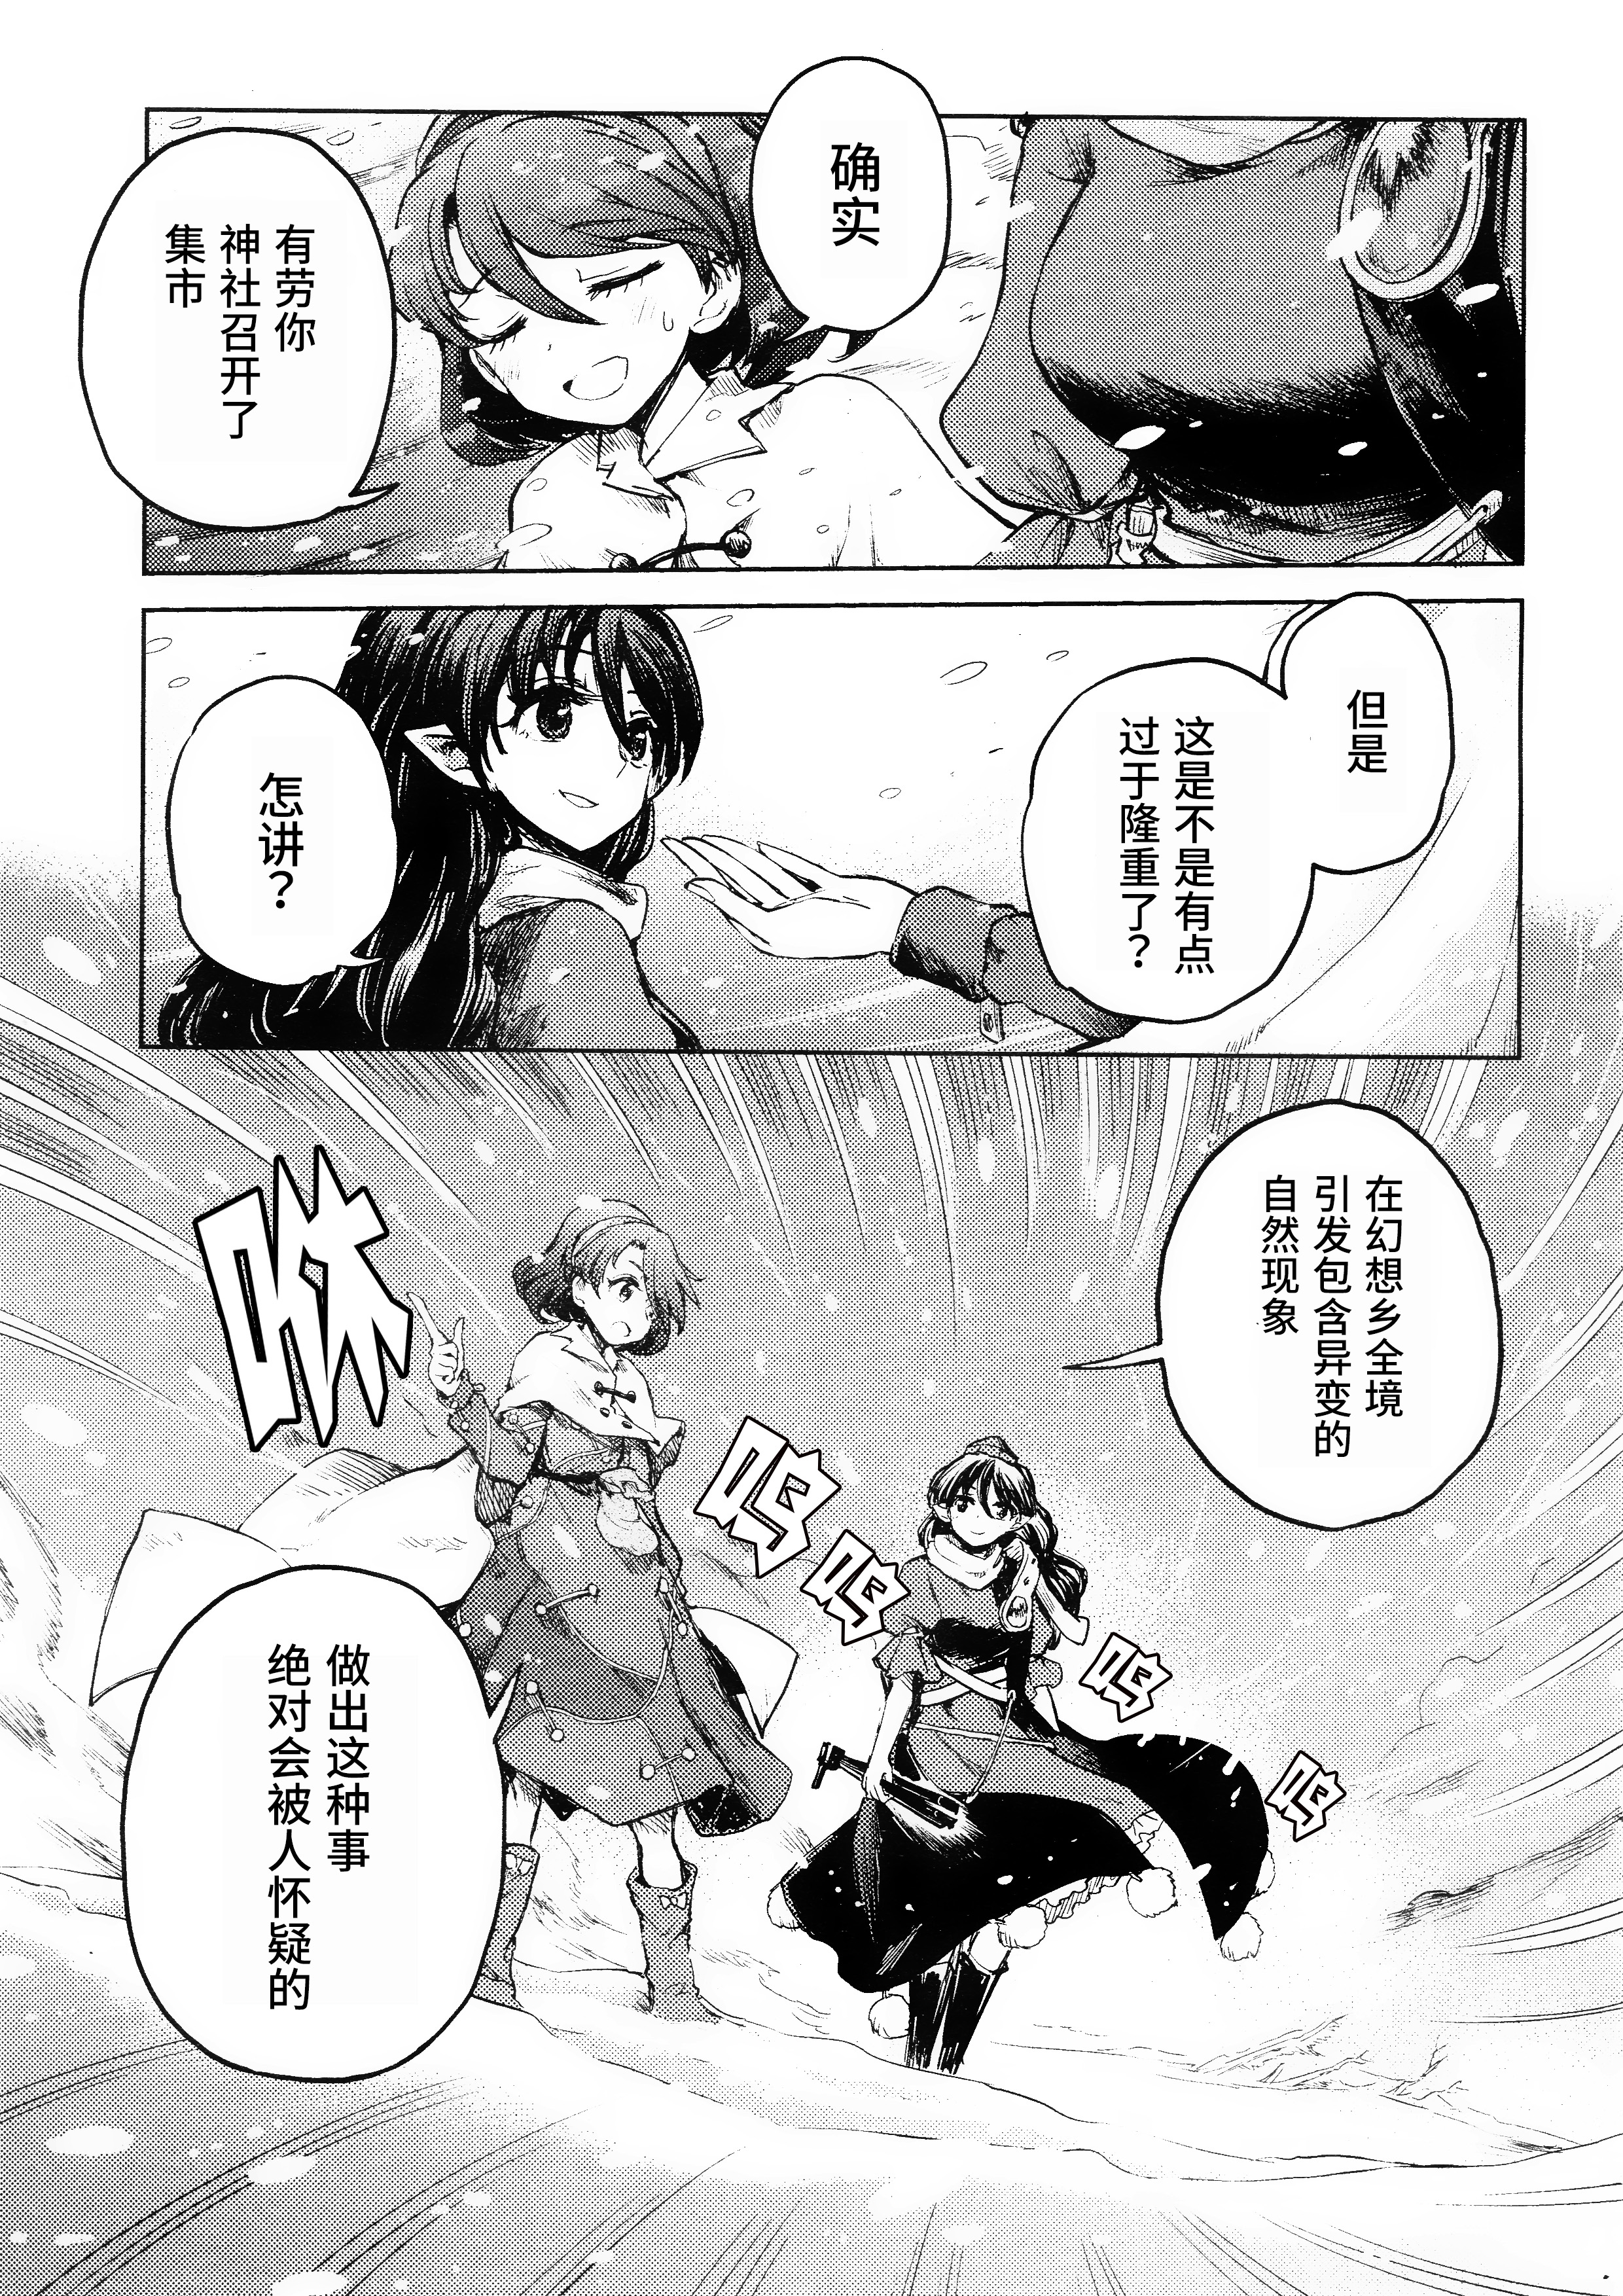 确实
有劳你
神社召开了
集市
但是
这是不是有点
过于隆重了？
怎讲？
在幻想乡全境
引发包含异变的
自然现象
咻
呜
呜
呜
呜
做出这种事
绝对会被人怀疑的